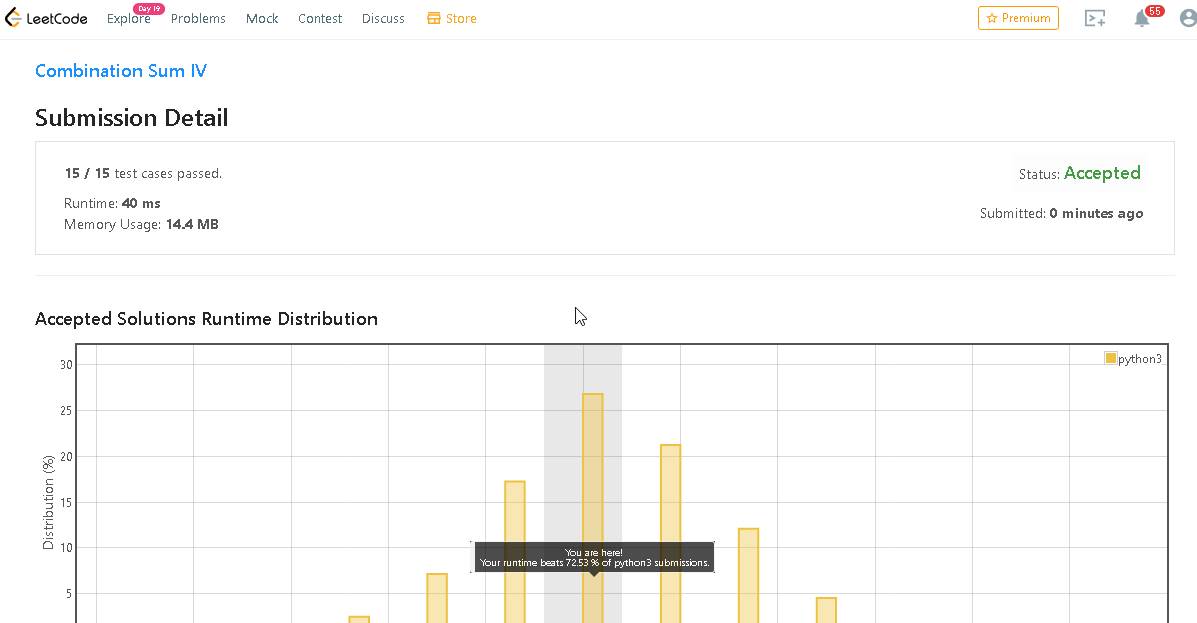 LeetCode Explore Day 19 Problems Mock Contest Discuss Store Premium 55
Combination Sum IV
Submission Detail
15 / 15 test cases passed.
Status: Accepted
Runtime: 40 ms
Submitted: 0 minutes ago
Memory Usage: 14.4 MB
Accepted Solutions Runtime Distribution
python3
30
25
20
15
10
5
Distribution (%)
You are here!
Your runtime beats 72.53 % of python3 submissions.